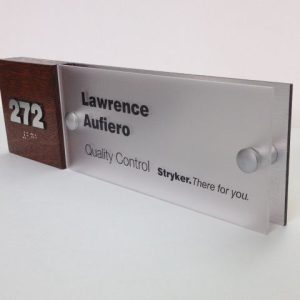 272
Lawrence
Aufiero
Quality Control
Stryker. There for you.